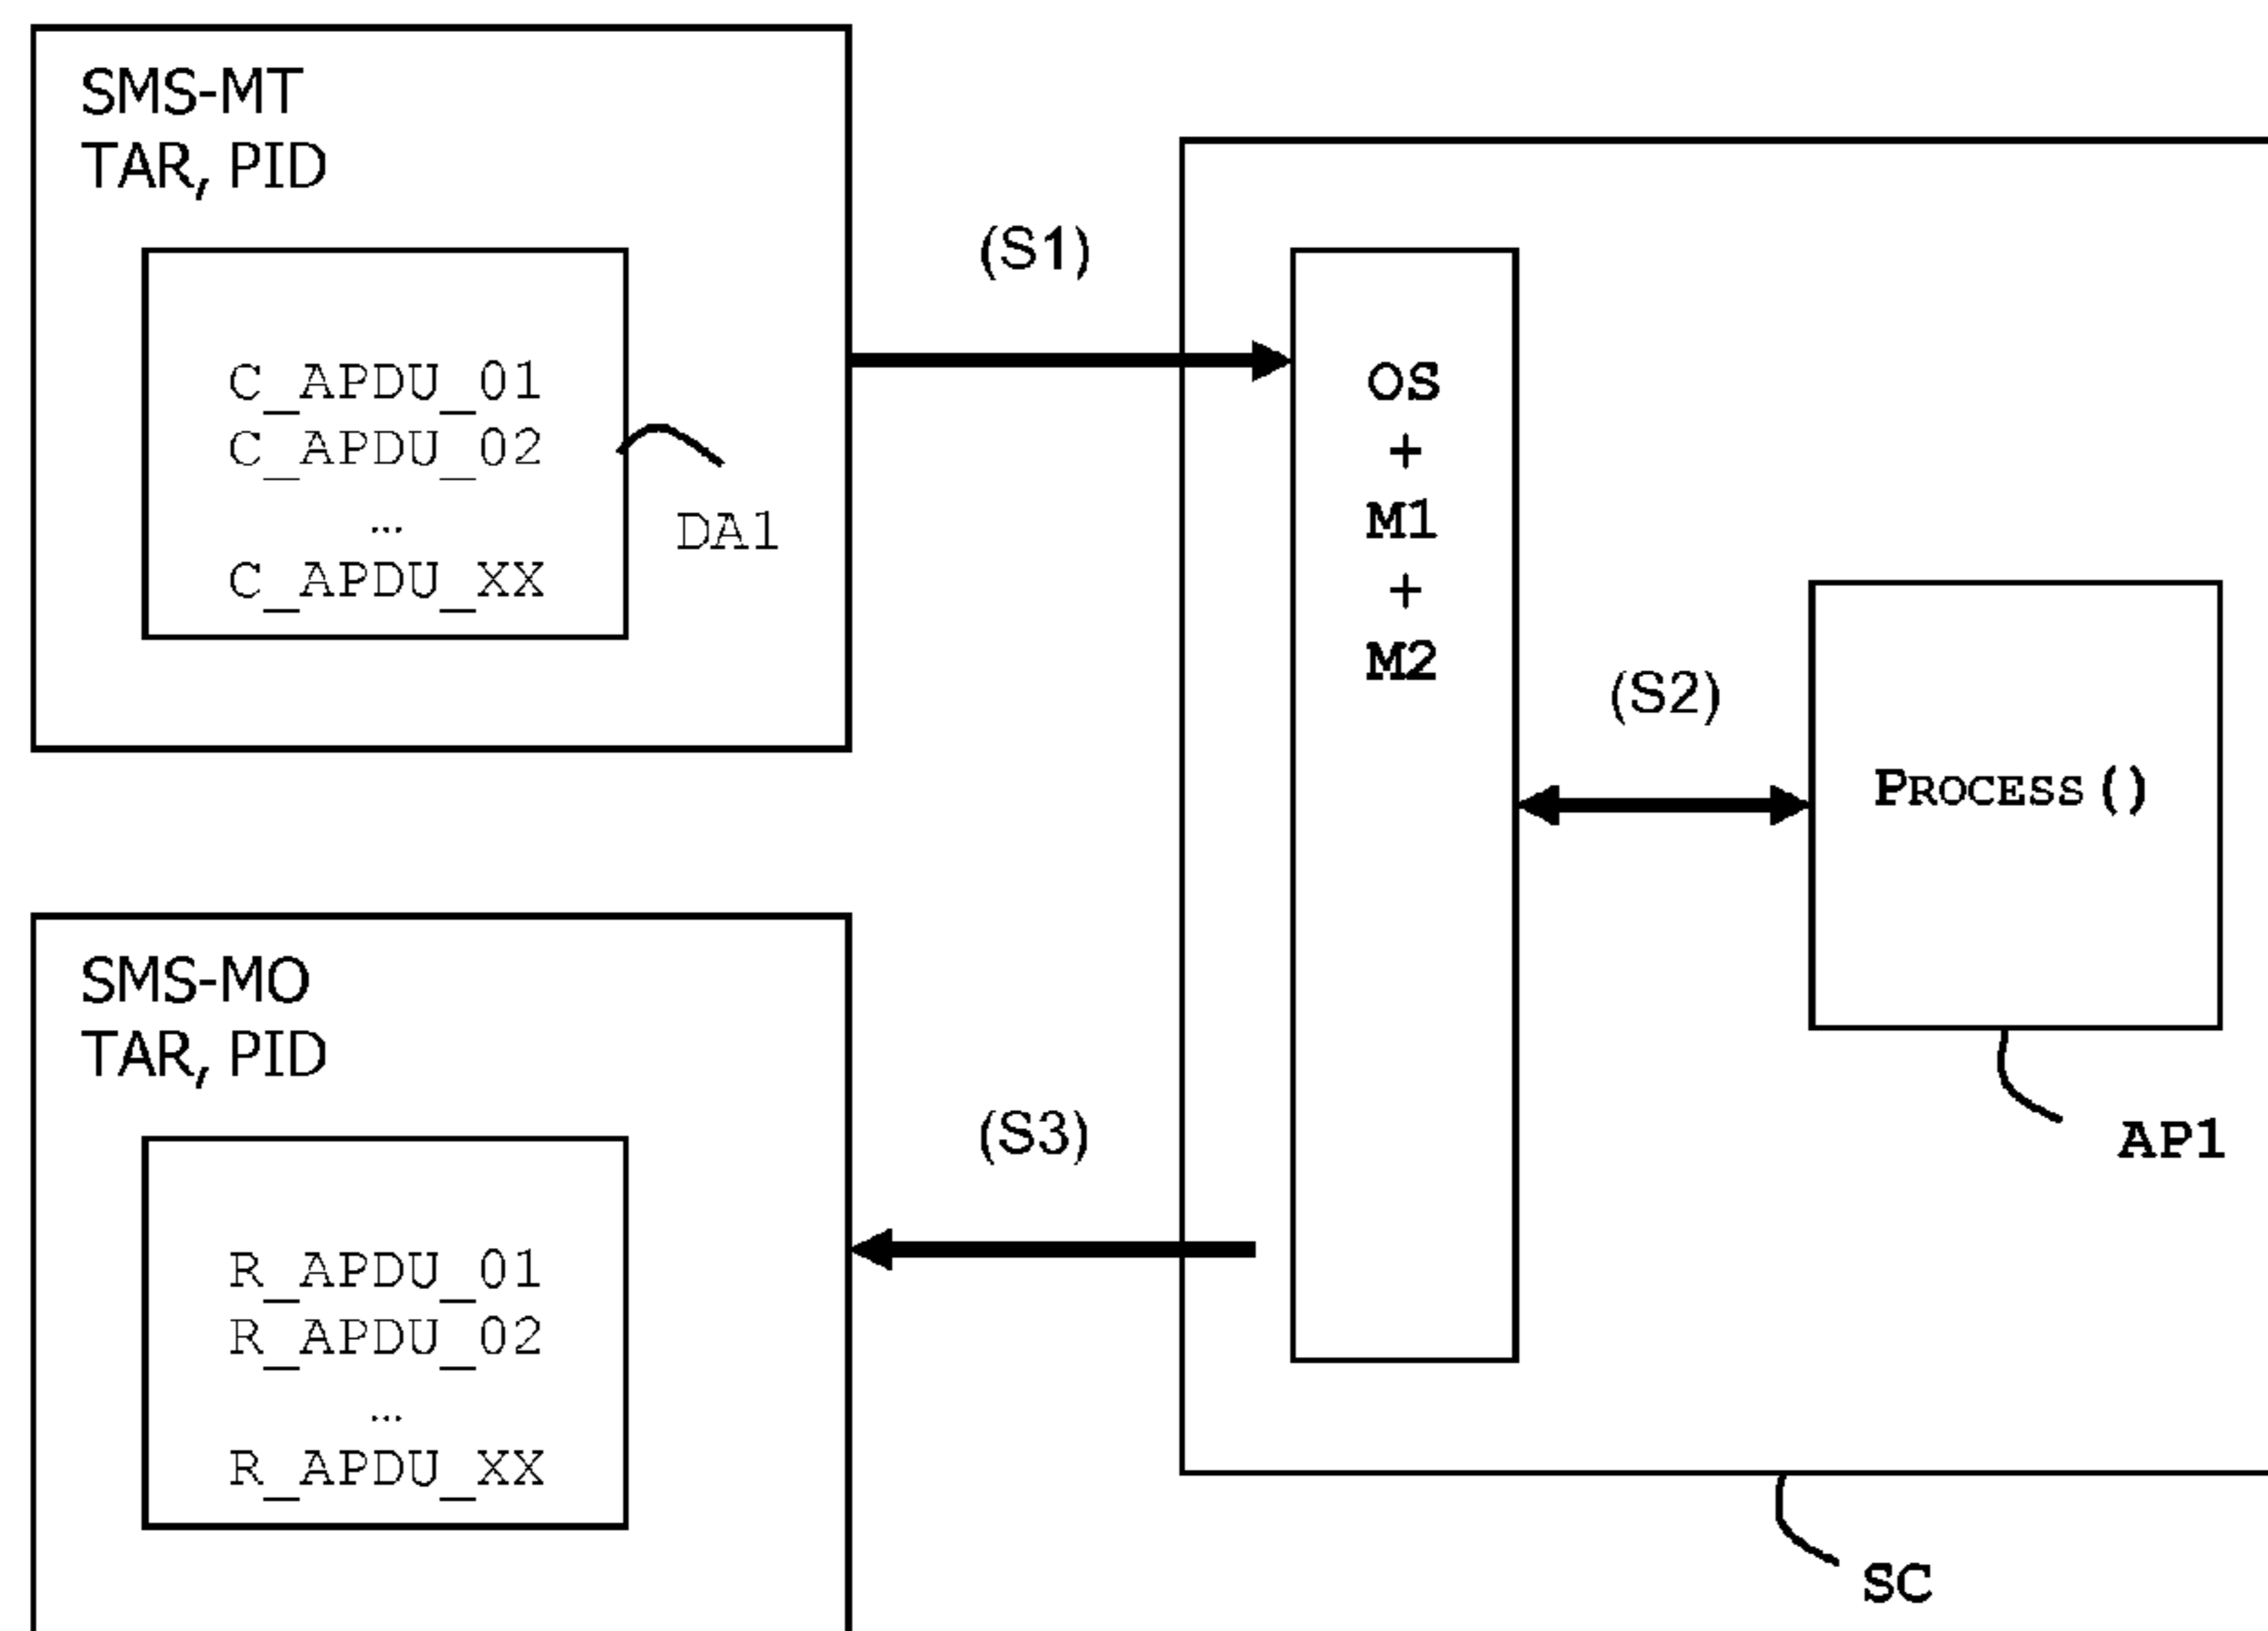 SMS-MT
TAR, PID
C_APDU_01
C_APDU_02
…
C_APDU_XX
DA1
(S1)
OS
+
M1
+
M2
(S2)
PROCESS()
AP1
SMS-MO
TAR, PID
R_APDU_01
R_APDU_02
…
R_APDU_XX
(S3)
SC